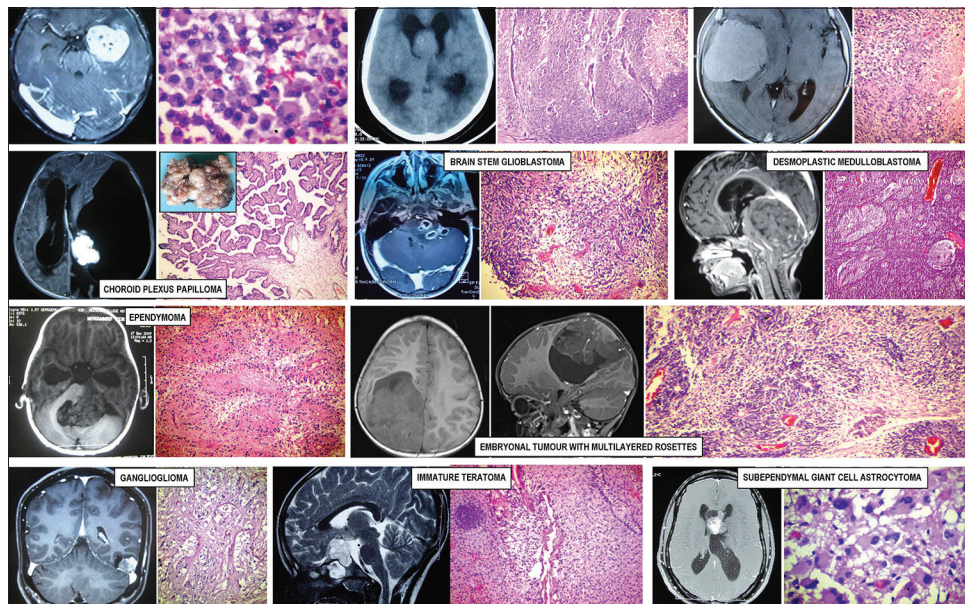 BRAIN STEM GLIOBLASTOMA
DESMOPLASTIC MEDULLOBLASTOMA
CHOROID PLEXUS PAPILLOMA
EPENDYMOMA
EMBRYONAL TUMOUR WITH MULTILAYERED ROSETTES
GANGLIOGLIOMA
IMMATURE TERATOMA
SUBEPENDYMAL GIANT CELL ASTROCYTOMA